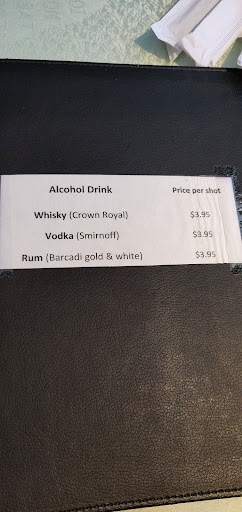 Alcohol Drink Price per shot
Whisky (Crown Royal) $3.95
Vodka (Smirnoff) $3.95
Rum (Barcadi gold & white) $3.95